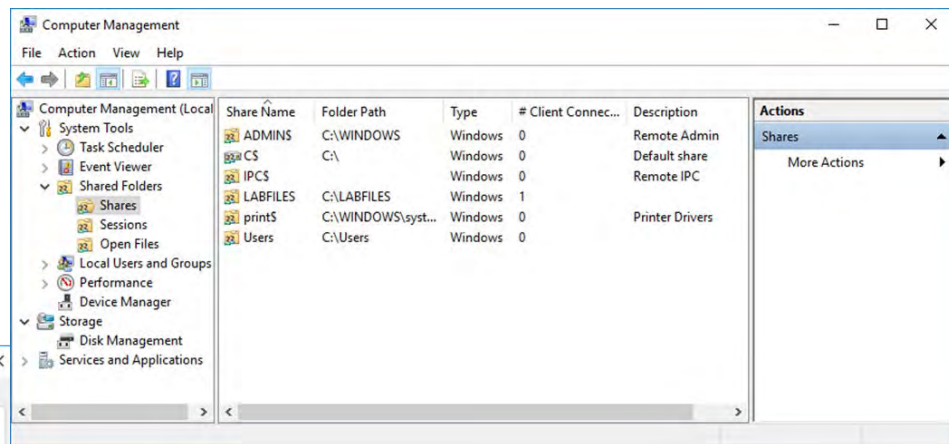 Computer Management
File Action View Help
Computer Management (Local
System Tools
Task Scheduler
Event Viewer
Shared Folders
Shares
Sessions
Open Files
Local Users and Groups
Performance
Device Manager
Storage
Disk Management
Services and Applications
Share Name Folder Path Type # Client Connec... Description
ADMIN$ C:\WINDOWS Windows 0 Remote Admin
C$ C:\ Windows 0 Default share
IPC$ Windows 0 Remote IPC
LABFILES C:\LABFILES Windows 1
print$ C:\WINDOWS\syst... Windows 0 Printer Drivers
Users C:\Users Windows 0
Actions
Shares
More Actions